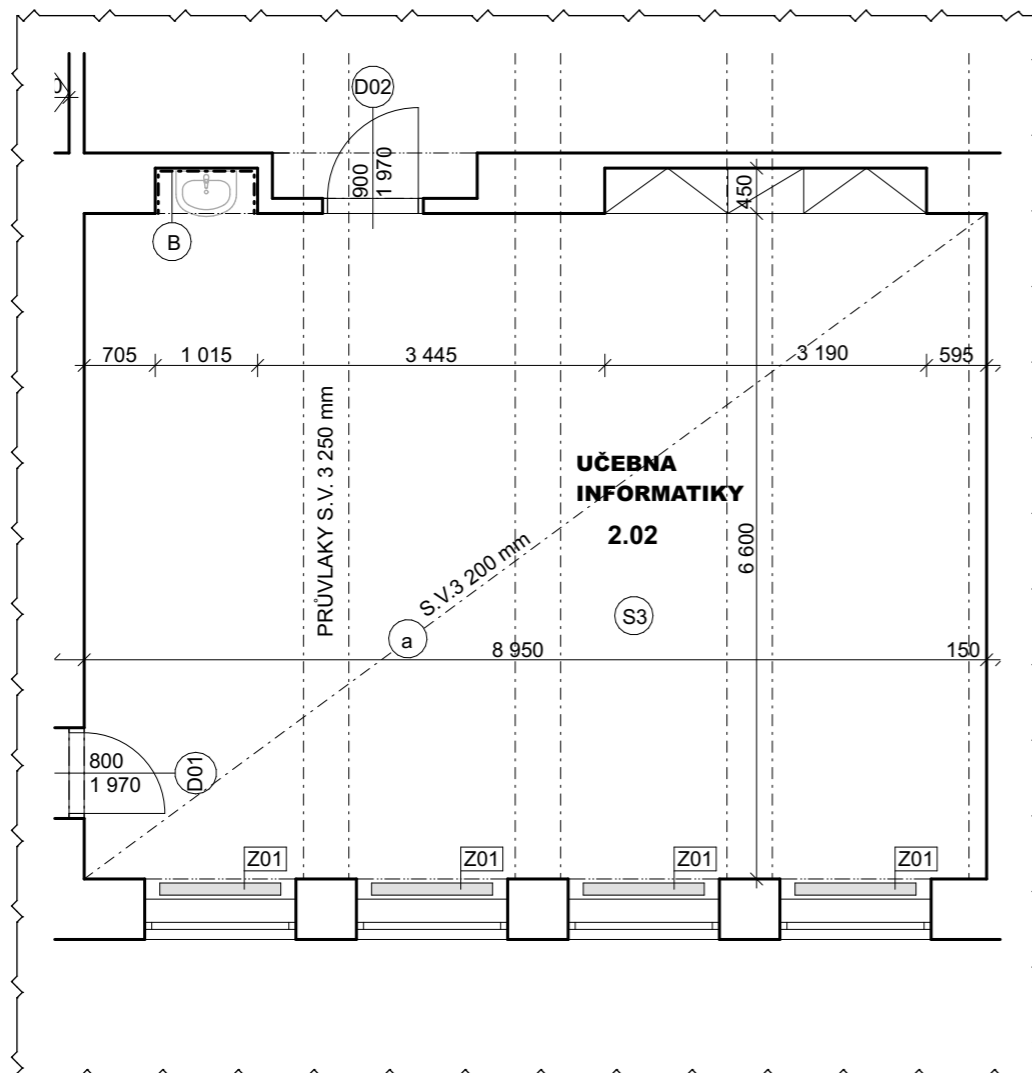 D02
900
1 970
450
B
705
1 015
3 445
3 190
595
PRŮVLAKY S.V. 3 250 mm
UČEBNA
INFORMATIKY
2.02
6 600
S.V.3 200 mm
S3
a
8 950
150
800
1 970
D01
Z01
Z01
Z01
Z01